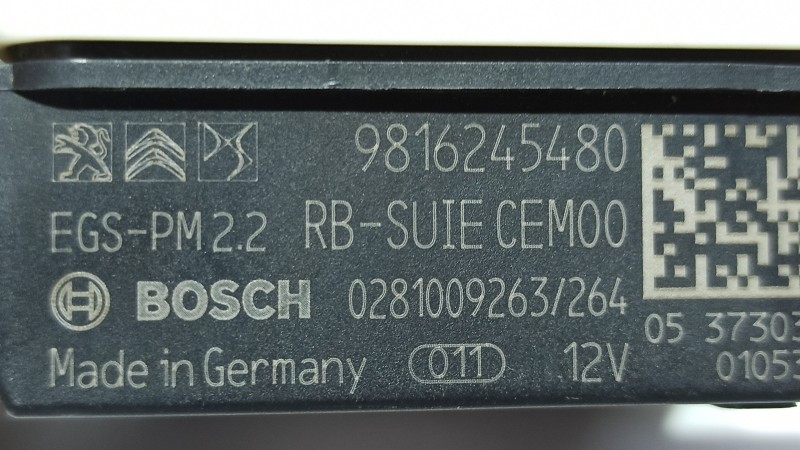 9816245480
EGS-PM 2.2 RB-SUIE CEM00
BOSCH 0281009263/264
05 37303
Made in Germany 011 12V
01053